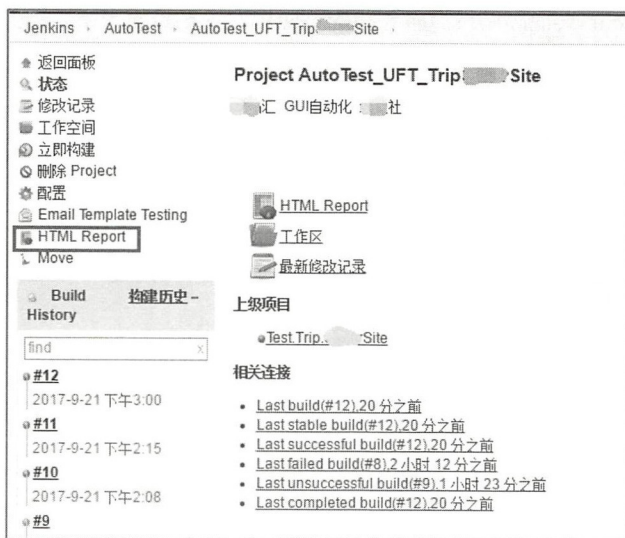 Jenkins AutoTest AutoTest_UFT_Trip Site
返回面板
状态
修改记录
工作空间
立即构建
删除 Project
配置
Email Template Testing
HTML Report
Move
Build History 构建历史 –
find x
#12
2017-9-21 下午3:00
#11
2017-9-21 下午2:15
#10
2017-9-21 下午2:08
#9
Project AutoTest_UFT_Trip Site
汇 GUI自动化 社
HTML Report
工作区
最新修改记录
上级项目
Test.Trip. Site
相关连接
Last build(#12),20 分之前
Last stable build(#12),20 分之前
Last successful build(#12),20 分之前
Last failed build(#8),2 小时 12 分之前
Last unsuccessful build(#9),1 小时 23 分之前
Last completed build(#12),20 分之前